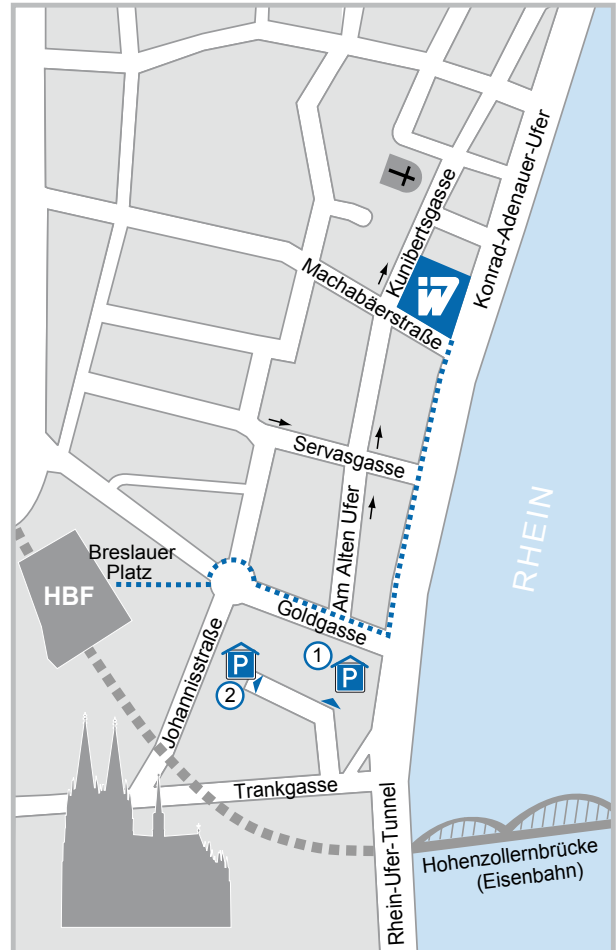 Konrad-Adenauer-Ufer
Kunibertsgasse
Machabäerstraße
iW
Servasgasse
RHEIN
Am Alten Ufer
Breslauer
Platz
HBF
Goldgasse
1
P
P
2
Johannisstraße
Trankgasse
Rhein-Ufer-Tunnel
Hohenzollernbrücke
(Eisenbahn)